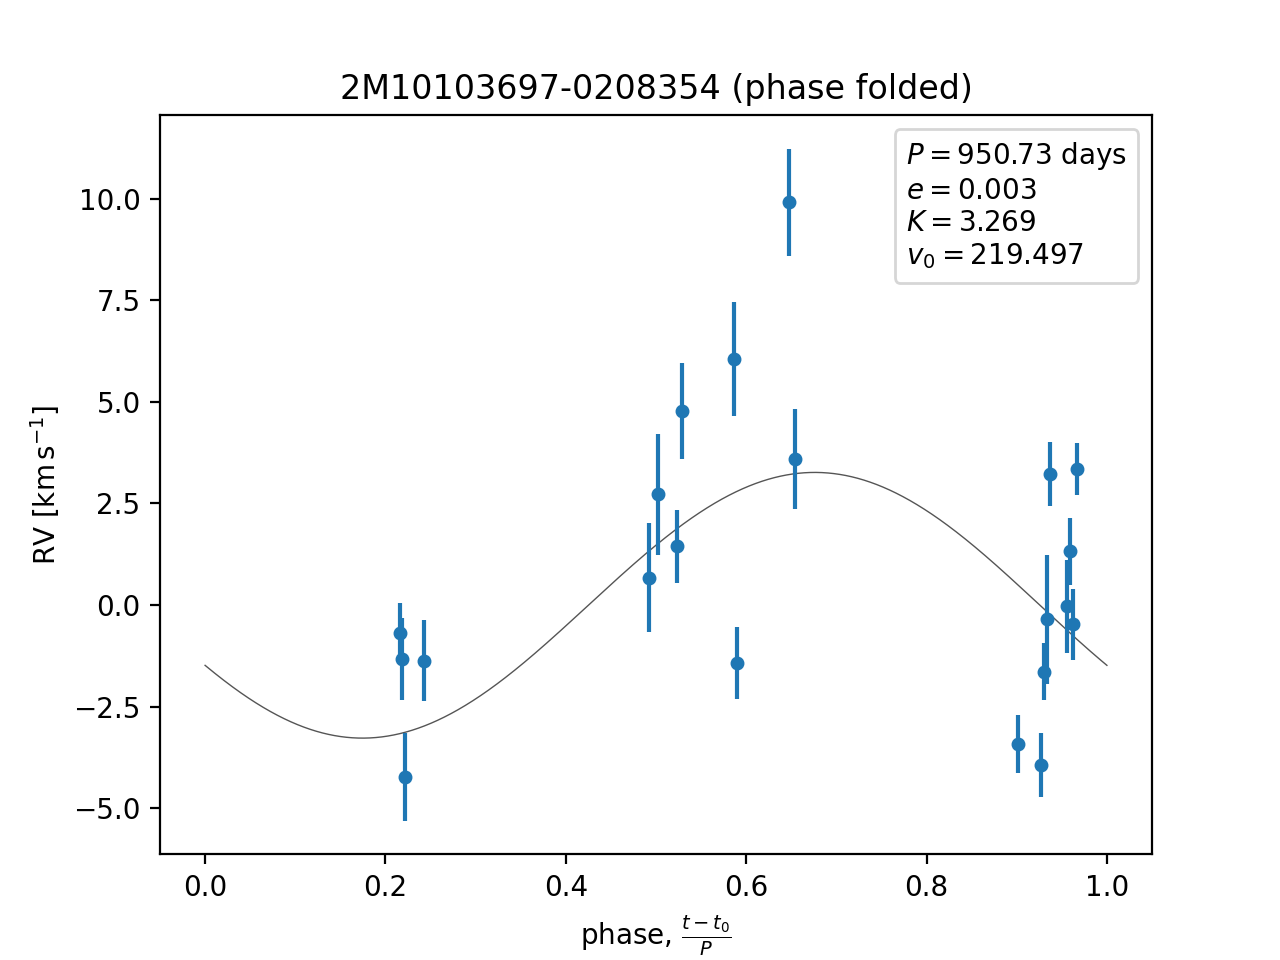 2M10103697-0208354 (phase folded)
P = 950.73 days
e = 0.003
K = 3.269
v₀ = 219.497
RV [km s⁻¹]
10.0
7.5
5.0
2.5
0.0
−2.5
−5.0
0.0 0.2 0.4 0.6 0.8 1.0
phase, (t − t₀)/P